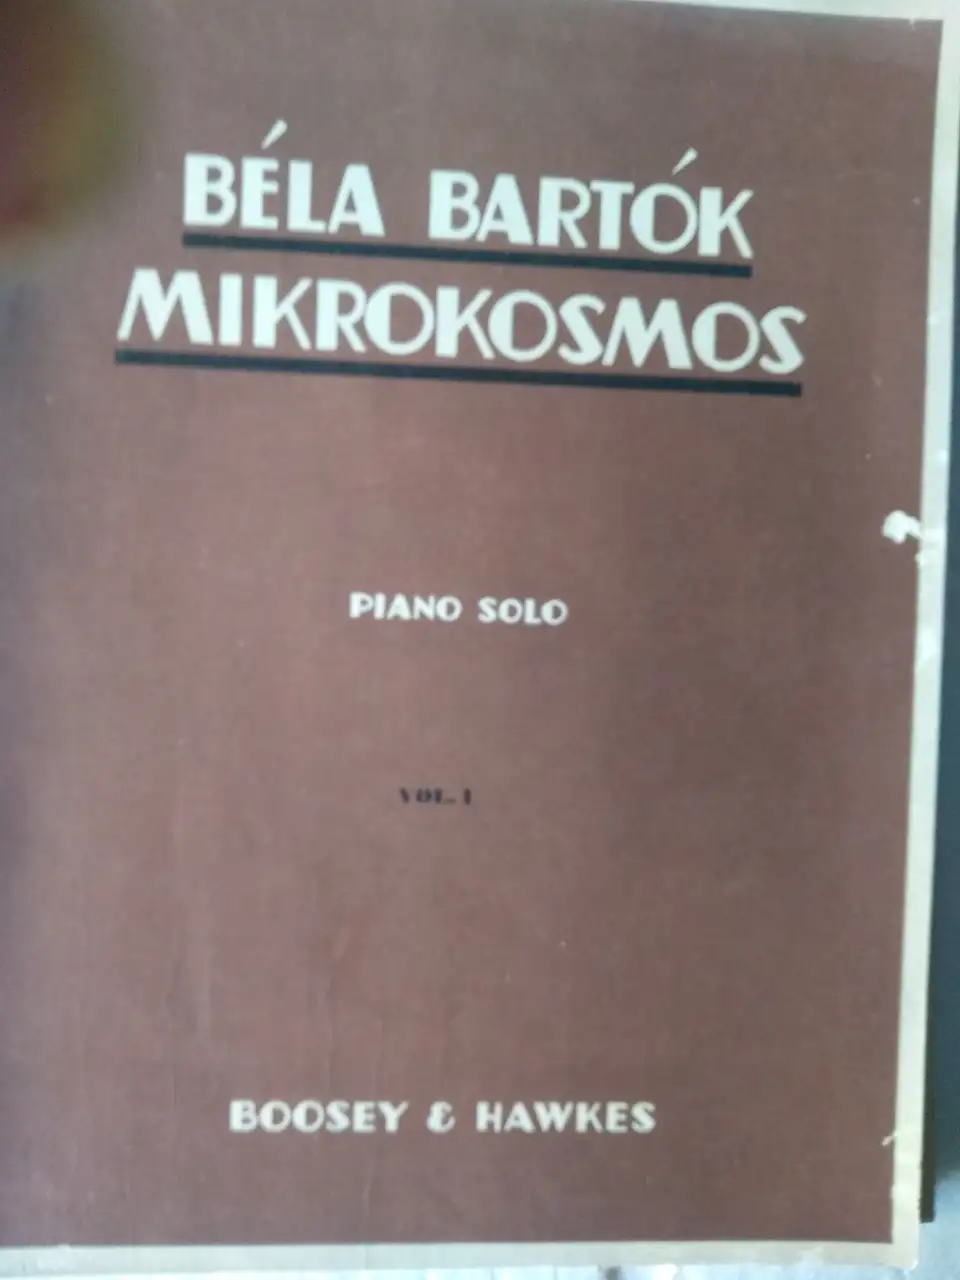 BÉLA BARTÓK
MIKROKOSMOS
PIANO SOLO
VOL. I
BOOSEY & HAWKES